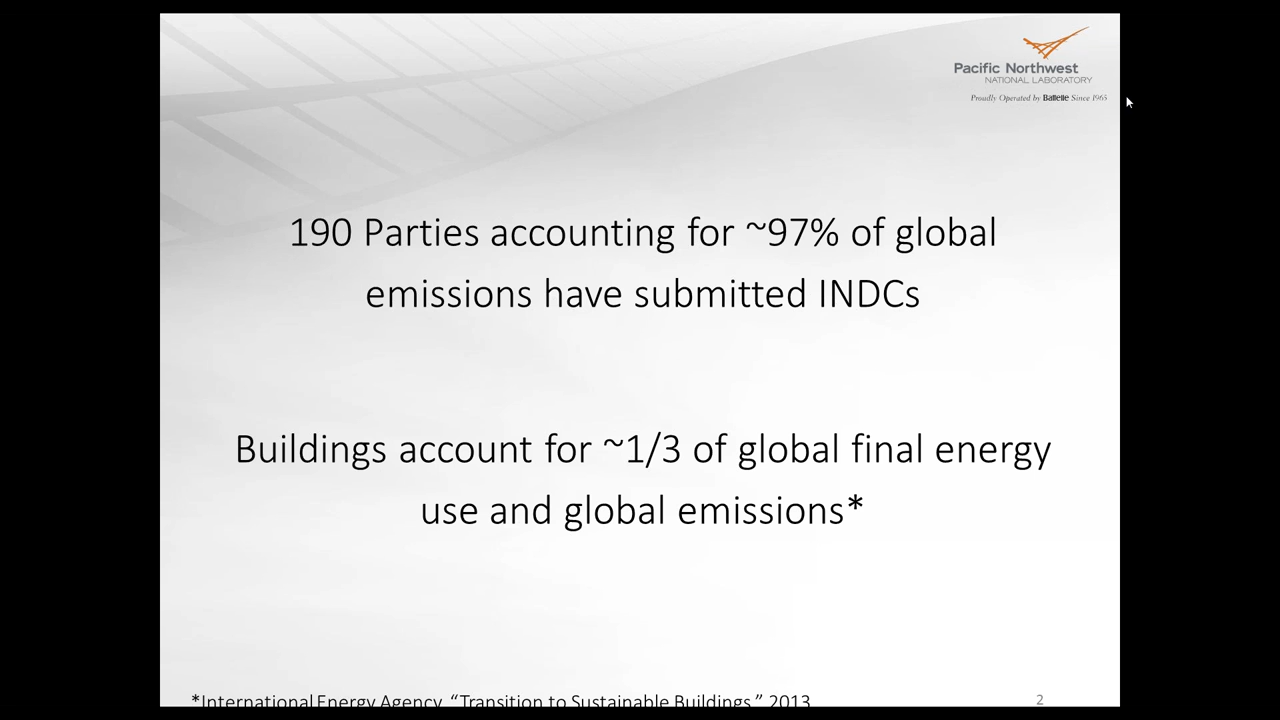 Pacific Northwest
NATIONAL LABORATORY
Proudly Operated by Battelle Since 1965
190 Parties accounting for ~97% of global
emissions have submitted INDCs
Buildings account for ~1/3 of global final energy
use and global emissions*
*International Energy Agency, “Transition to Sustainable Buildings,” 2013
2